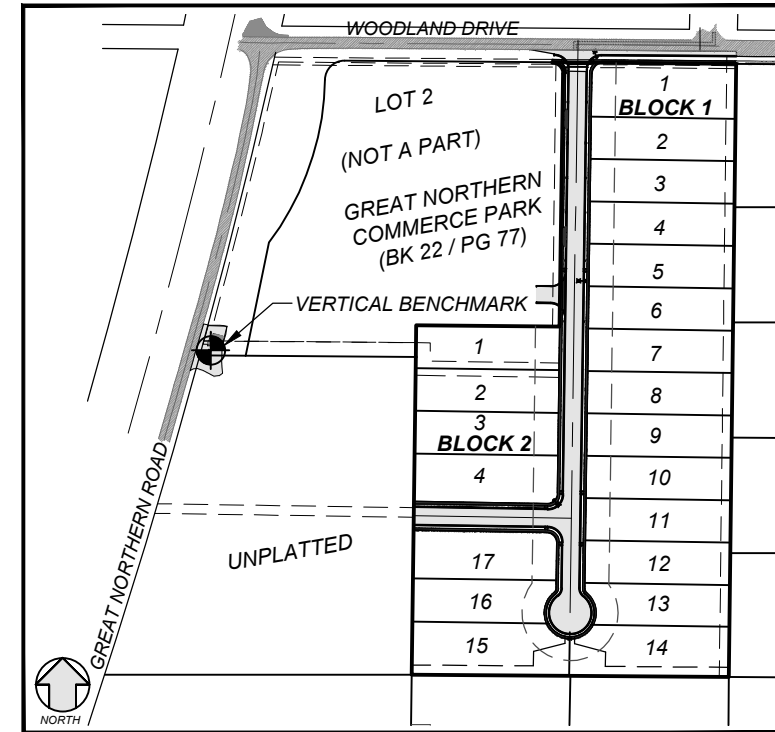 WOODLAND DRIVE
LOT 2
(NOT A PART)
GREAT NORTHERN
COMMERCE PARK
(BK 22 / PG 77)
VERTICAL BENCHMARK
1
BLOCK 1
2
3
4
5
6
7
8
9
10
11
12
13
14
1
2
3
BLOCK 2
4
17
16
15
UNPLATTED
GREAT NORTHERN ROAD
NORTH